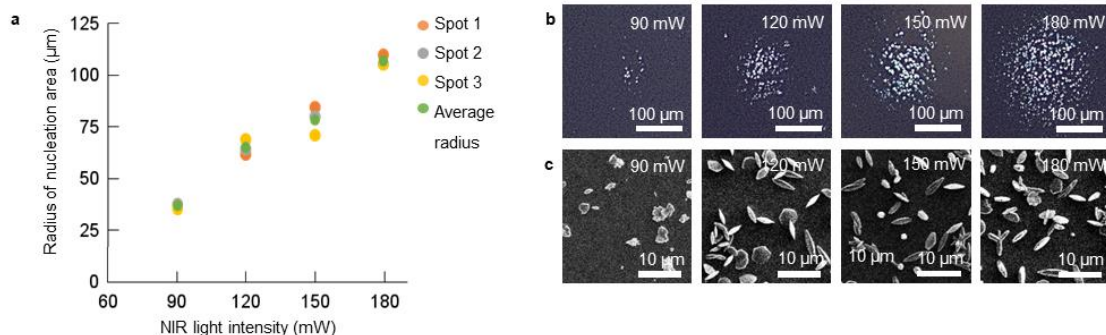 a
125
100
75
50
25
0
60
90
120
150
180
Radius of nucleation area (µm)
NIR light intensity (mW)
Spot 1
Spot 2
Spot 3
Average
radius
b
90 mW
100 µm
120 mW
100 µm
150 mW
100 µm
180 mW
100 µm
c
90 mW
10 µm
120 mW
10 µm
150 mW
10 µm
10 µm
180 mW
10 µm